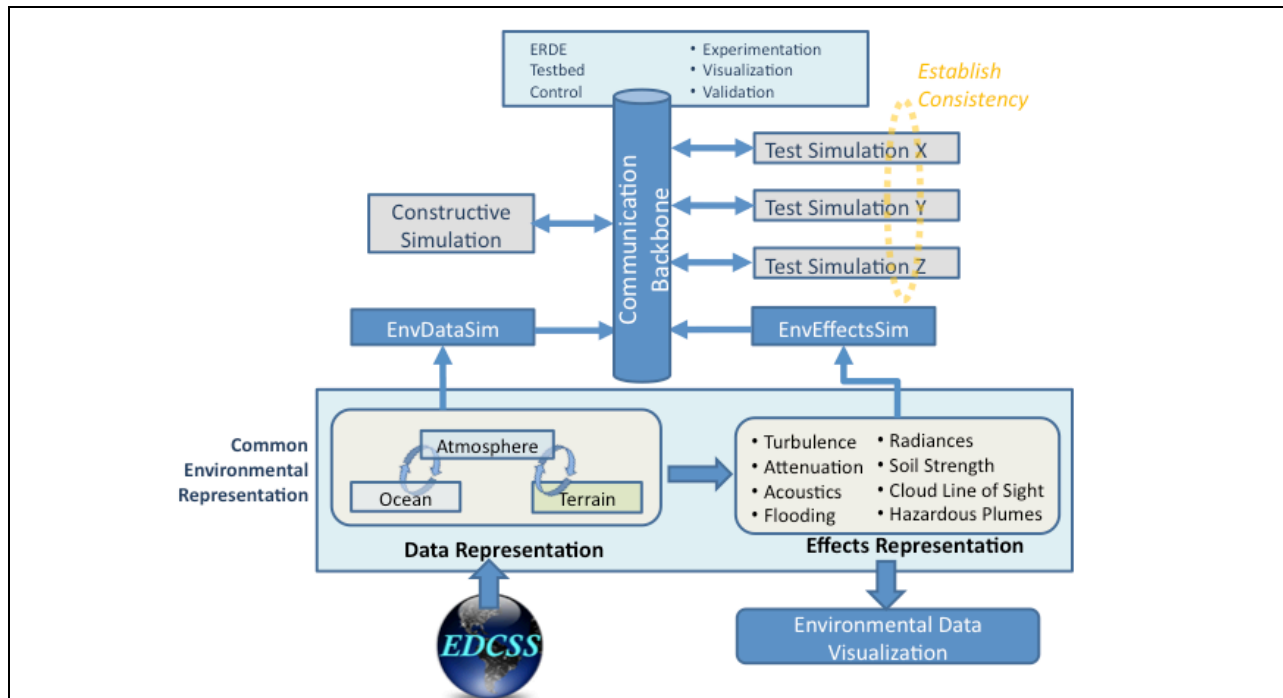 ERDE
Testbed
Control
• Experimentation
• Visualization
• Validation
Establish
Consistency
Communication
Backbone
Test Simulation X
Test Simulation Y
Test Simulation Z
Constructive
Simulation
EnvDataSim
EnvEffectsSim
Common
Environmental
Representation
Atmosphere
Ocean
Terrain
Data Representation
• Turbulence
• Attenuation
• Acoustics
• Flooding
• Radiances
• Soil Strength
• Cloud Line of Sight
• Hazardous Plumes
Effects Representation
EDCSS
Environmental Data
Visualization